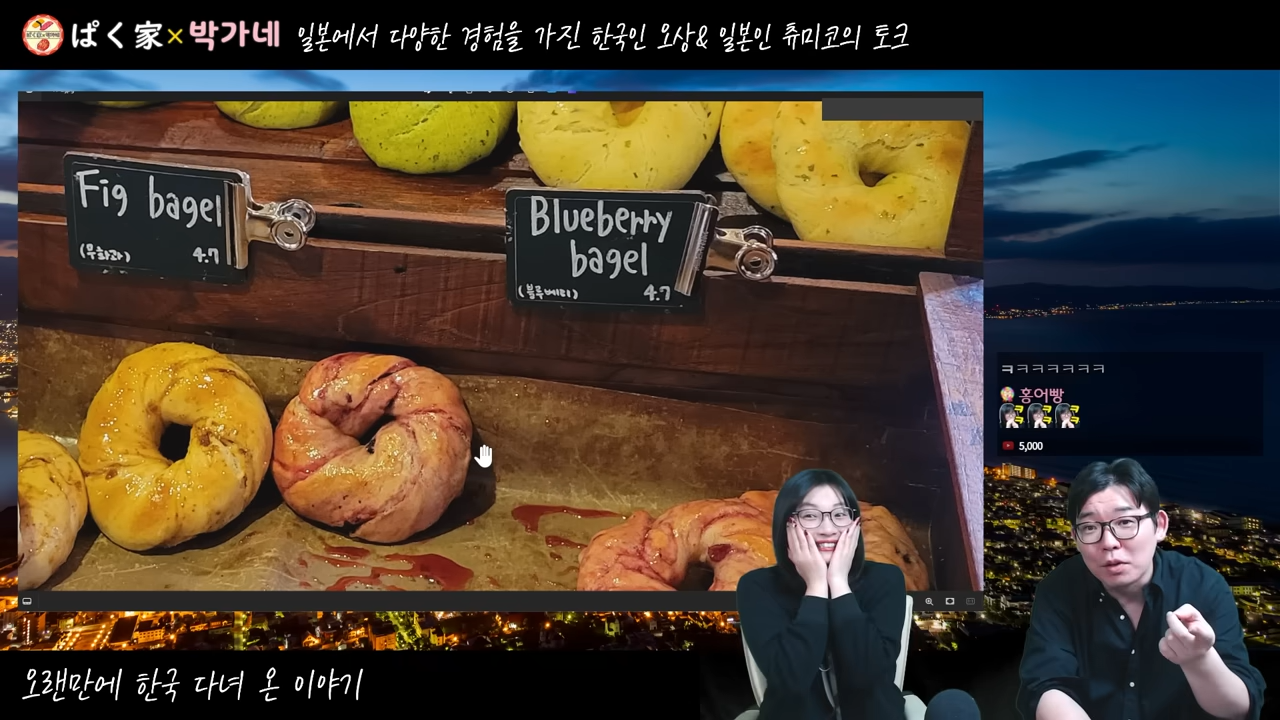 ぱく家×박가네 일본에서 다양한 경험을 가진 한국인 오상& 일본인 츄미코의 토크
Fig bagel
(무화과) 4.7
Blueberry
bagel
(블루베리) 4.7
ㅋㅋㅋㅋㅋㅋㅋ
홍어빵
5,000
오랜만에 한국 다녀 온 이야기